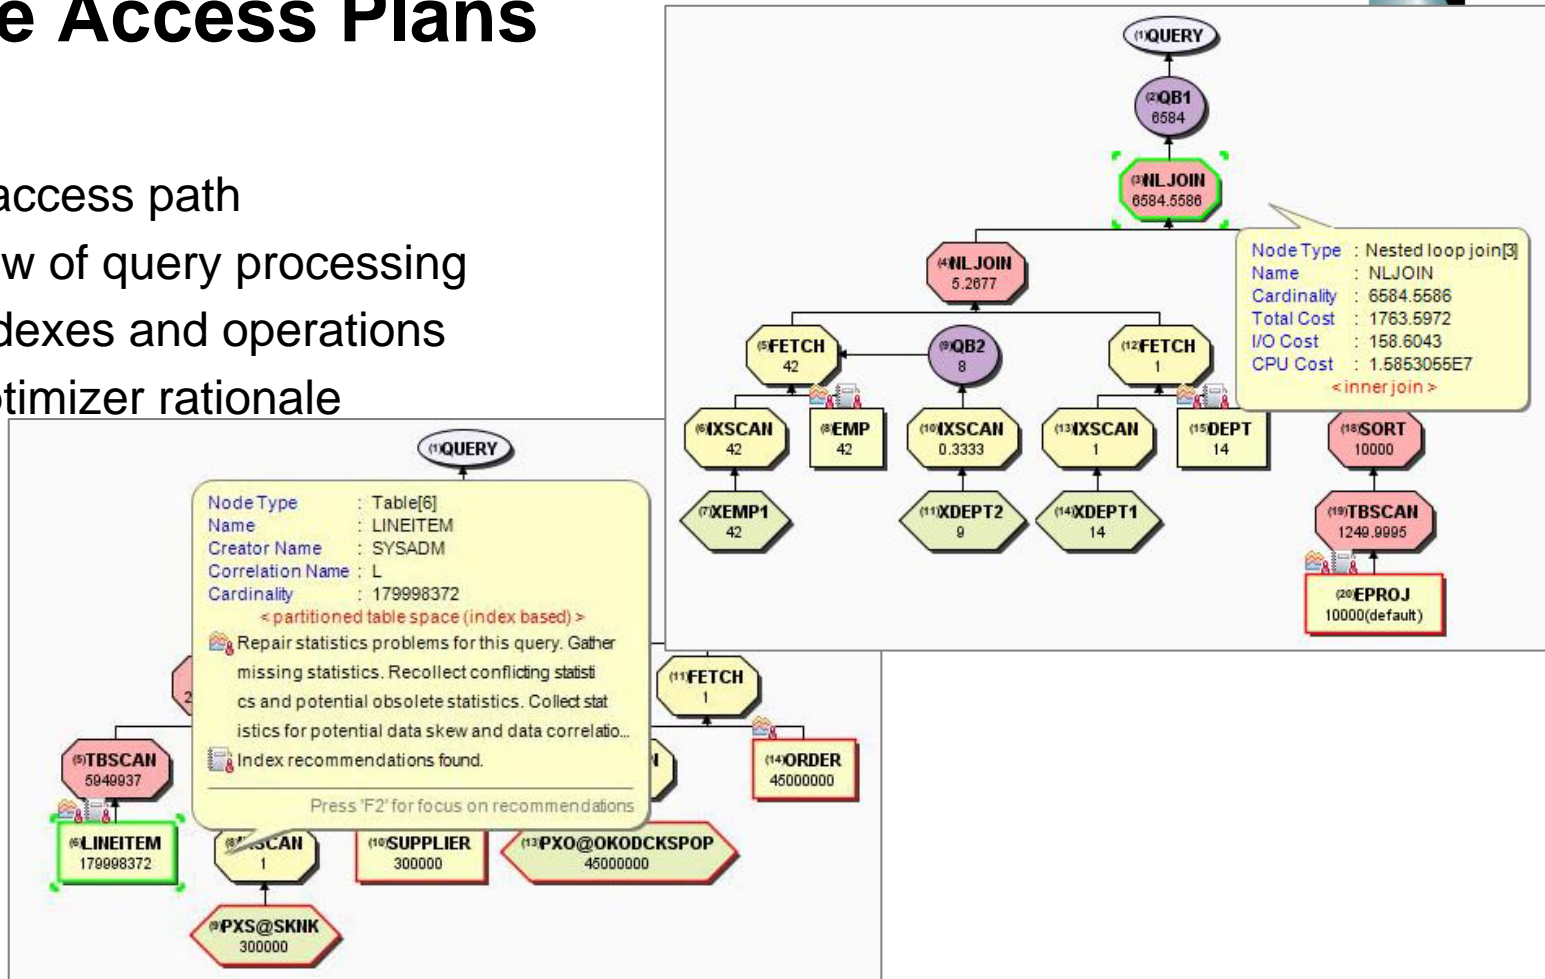 e Access Plans
access path
w of query processing
dexes and operations
timizer rationale
(1)QUERY
(2)QB1
6584
(3)NLJOIN
6584.5586
(4)NLJOIN
5.2677
Node Type : Nested loop join[3]
Name : NLJOIN
Cardinality : 6584.5586
Total Cost : 1763.5972
I/O Cost : 158.6043
CPU Cost : 1.5853055E7
< inner join >
(5)FETCH
42
(9)QB2
8
(12)FETCH
1
(6)IXSCAN
42
(8)EMP
42
(10)IXSCAN
0.3333
(13)IXSCAN
1
(15)DEPT
14
(18)SORT
10000
(7)XEMP1
42
(11)XDEPT2
9
(14)XDEPT1
14
(19)TBSCAN
1249.9995
(20)EPROJ
10000(default)
(1)QUERY
Node Type : Table[6]
Name : LINEITEM
Creator Name : SYSADM
Correlation Name : L
Cardinality : 179998372
< partitioned table space (index based) >
Repair statistics problems for this query. Gather
missing statistics. Recollect conflicting statisti
cs and potential obsolete statistics. Collect stat
istics for potential data skew and data correlatio...
Index recommendations found.
Press 'F2' for focus on recommendations
2
(11)FETCH
1
(5)TBSCAN
5949937
(14)ORDER
45000000
(6)LINEITEM
179998372
SCAN
1
(10)SUPPLIER
300000
(13)PXO@OKODCKSPOP
45000000
(9)PXS@SKNK
300000